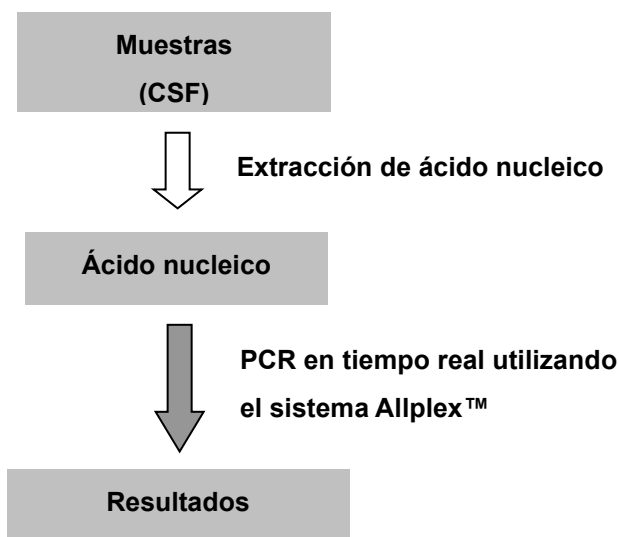 Muestras
(CSF)
Extracción de ácido nucleico
Ácido nucleico
PCR en tiempo real utilizando
el sistema Allplex™
Resultados